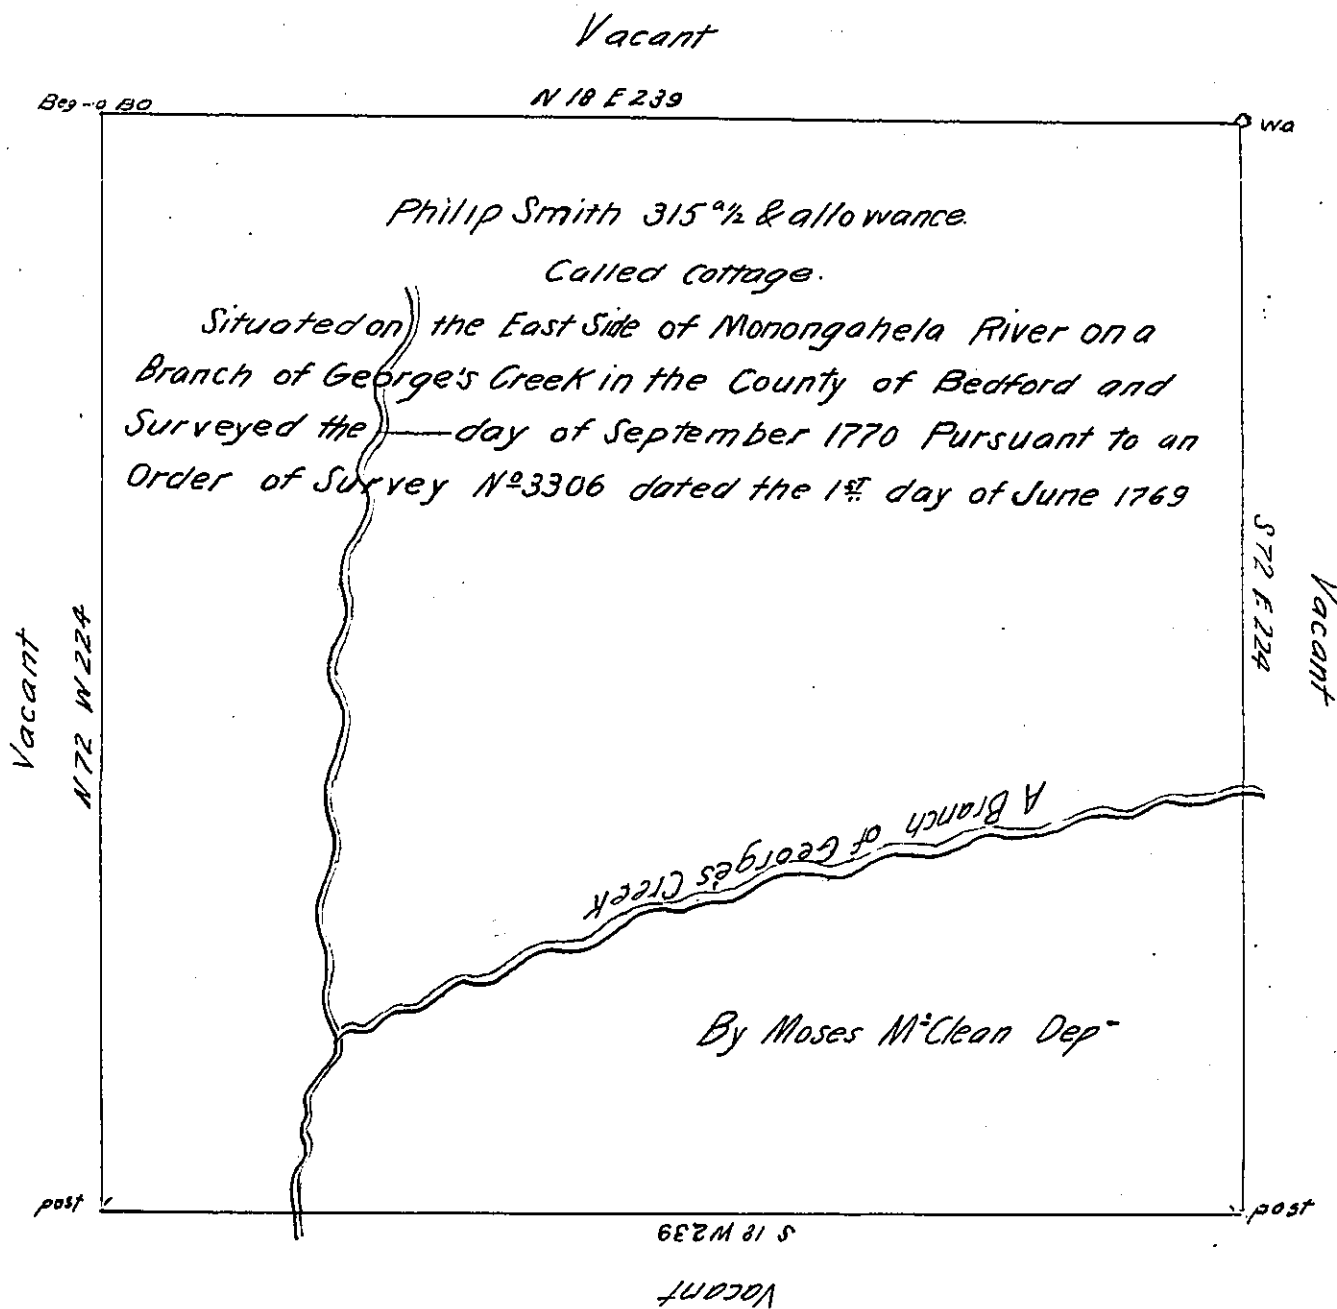 Vacant
Beg-o BO
N 18 E 239
wa
Philip Smith 315 a ½ & allowance.
Called Cottage.
Situated on the East Side of Monongahela River on a
Branch of George's Creek in the County of Bedford and
Surveyed the — day of September 1770 Pursuant to an
Order of Survey Nº 3306 dated the 1st day of June 1769
S 72 E 224
Vacant
Vacant
N 72 W 224
A Branch of George's Creek
By Moses McClean Dep-
post
post
S 18 W 239
Vacant